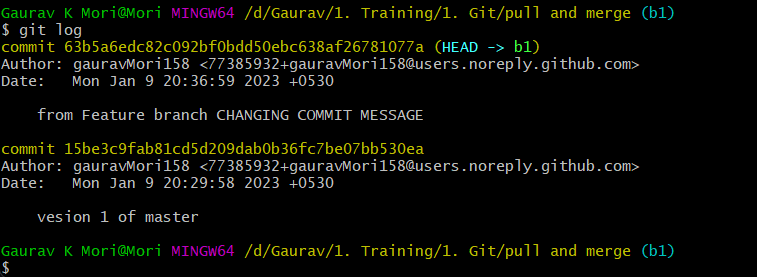 Gaurav K Mori@Mori MINGW64 /d/Gaurav/1. Training/1. Git/pull and merge (b1)
$ git log
commit 63b5a6edc82c092bf0bdd50ebc638af26781077a (HEAD -> b1)
Author: gauravMori158 <77385932+gauravMori158@users.noreply.github.com>
Date:   Mon Jan 9 20:36:59 2023 +0530
    from Feature branch CHANGING COMMIT MESSAGE
commit 15be3c9fab81cd5d209dab0b36fc7be07bb530ea
Author: gauravMori158 <77385932+gauravMori158@users.noreply.github.com>
Date:   Mon Jan 9 20:29:58 2023 +0530
    vesion 1 of master
Gaurav K Mori@Mori MINGW64 /d/Gaurav/1. Training/1. Git/pull and merge (b1)
$